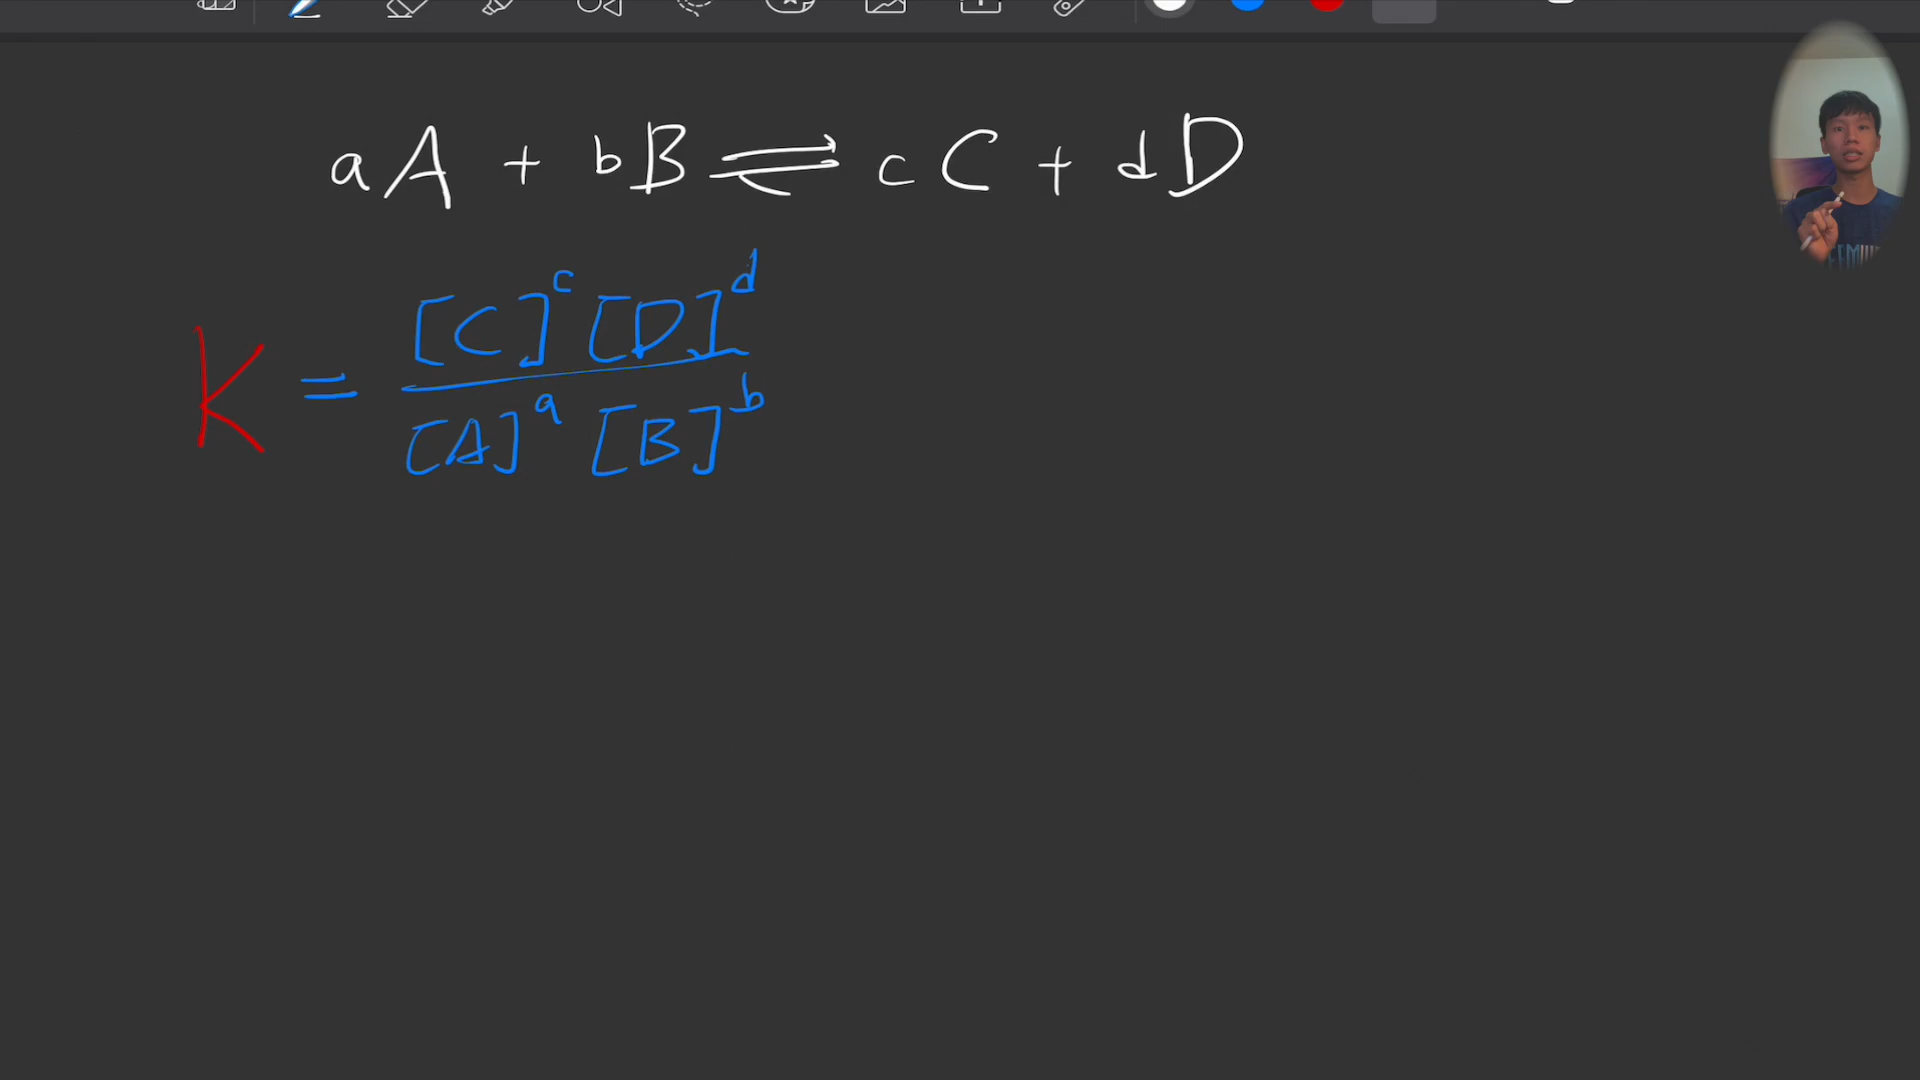 aA + bB ⇌ cC + dD
K = [C]^c [D]^d / [A]^a [B]^b